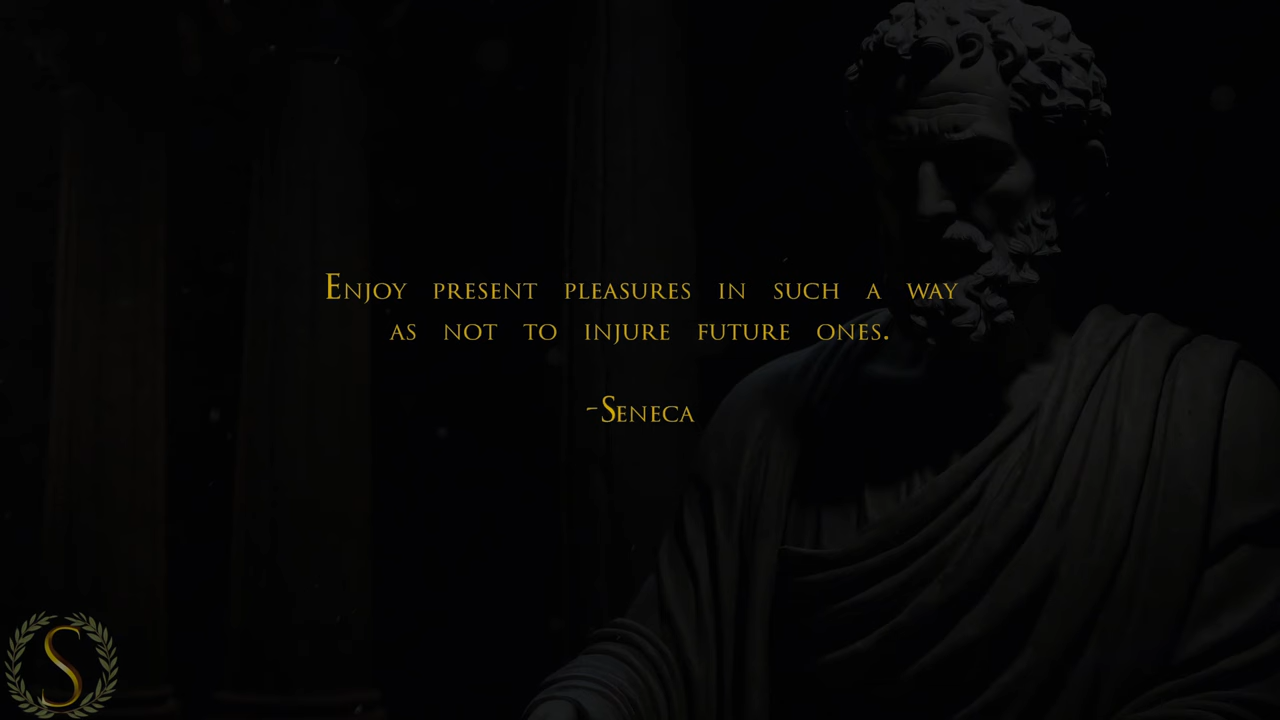 Enjoy present pleasures in such a way
as not to injure future ones.
-Seneca
S